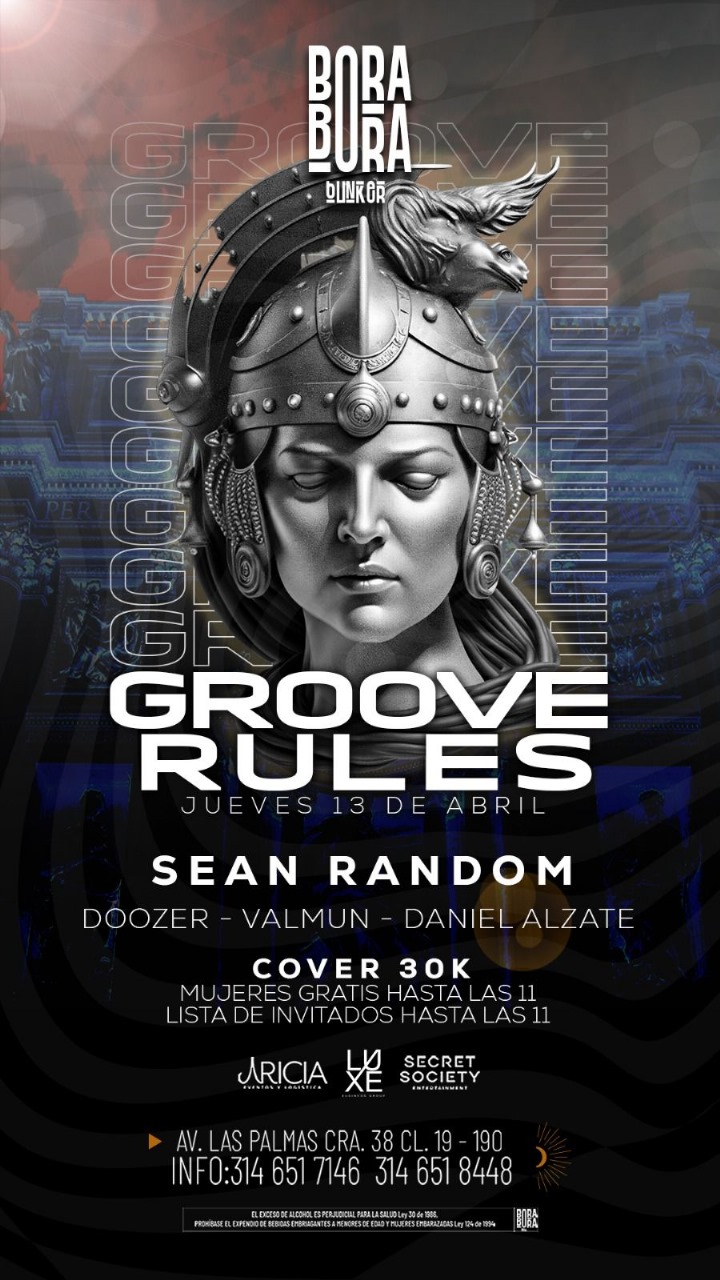 BORA
BORA
BUNKER
GROOVE
RULES
JUEVES 13 DE ABRIL
SEAN RANDOM
DOOZER - VALMUN - DANIEL ALZATE
COVER 30K
MUJERES GRATIS HASTA LAS 11
LISTA DE INVITADOS HASTA LAS 11
ARICIA
EVENTOS & LOGISTICA
LUXE
SECRET
SOCIETY
ENTERTAINMENT
AV. LAS PALMAS CRA. 38 CL. 19 - 190
INFO:314 651 7146 314 651 8448
EL EXCESO DE ALCOHOL ES PERJUDICIAL PARA LA SALUD Ley 30 de 1986.
PROHÍBASE EL EXPENDIO DE BEBIDAS EMBRIAGANTES A MENORES DE EDAD Y MUJERES EMBARAZADAS Ley 124 de 1994
BORA
BORA